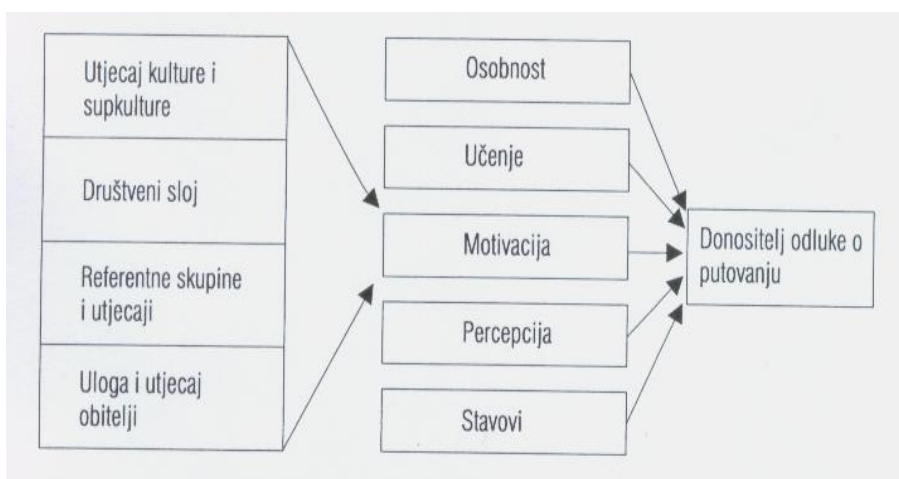 Utjecaj kulture i
supkulture
Društveni sloj
Referentne skupine
i utjecaji
Uloga i utjecaj
obitelji
Osobnost
Učenje
Motivacija
Percepcija
Stavovi
Donositelj odluke o
putovanju